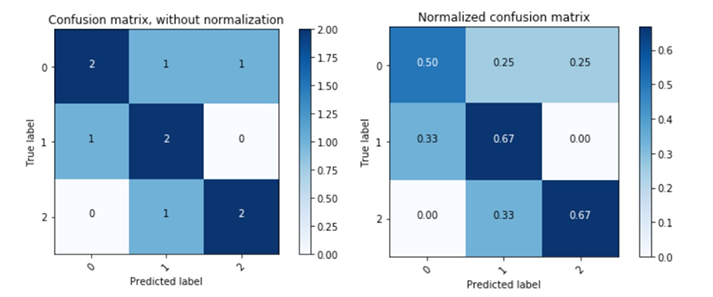 Confusion matrix, without normalization
0 2 1 1
1 1 2 0
2 0 1 2
0 1 2
True label
Predicted label
2.00
1.75
1.50
1.25
1.00
0.75
0.50
0.25
0.00
Normalized confusion matrix
0 0.50 0.25 0.25
1 0.33 0.67 0.00
2 0.00 0.33 0.67
0 1 2
True label
Predicted label
0.6
0.5
0.4
0.3
0.2
0.1
0.0